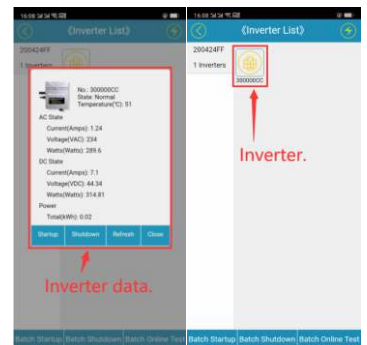 16:08
《Inverter List》
200424FF
1 Inverters
No.: 300000CC
State: Normal
Temperature(℃): 51
AC State
Current(Amps): 1.24
Voltage(VAC): 234
Watts(Watts): 289.6
DC State
Current(Amps): 7.1
Voltage(VDC): 44.34
Watts(Watts): 314.81
Power
Total(kWh): 0.02
Startup Shutdown Refresh Close
Inverter data.
Batch Startup Batch Shutdown Batch Online Test
16:08
《Inverter List》
200424FF
1 Inverters
300000CC
Inverter.
Batch Startup Batch Shutdown Batch Online Test